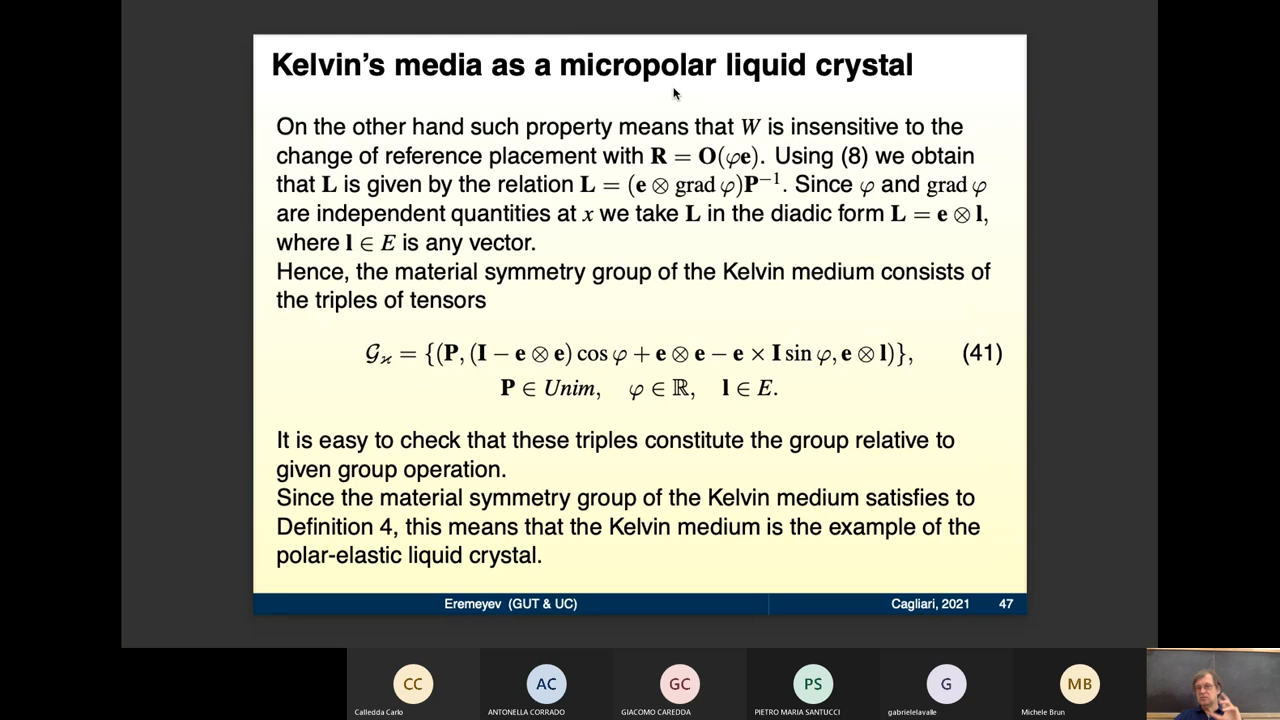 Kelvin's media as a micropolar liquid crystal
On the other hand such property means that W is insensitive to the
change of reference placement with R = O(φe). Using (8) we obtain
that L is given by the relation L = (e ⊗ grad φ)P⁻¹. Since φ and grad φ
are independent quantities at x we take L in the diadic form L = e ⊗ l,
where l ∈ E is any vector.
Hence, the material symmetry group of the Kelvin medium consists of
the triples of tensors
𝒢ϰ = {(P, (I − e ⊗ e) cos φ + e ⊗ e − e × I sin φ, e ⊗ l)}, (41)
P ∈ Unim, φ ∈ ℝ, l ∈ E.
It is easy to check that these triples constitute the group relative to
given group operation.
Since the material symmetry group of the Kelvin medium satisfies to
Definition 4, this means that the Kelvin medium is the example of the
polar-elastic liquid crystal.
Eremeyev (GUT & UC) Cagliari, 2021 47
CC AC GC PS G MB
Calledda Carlo ANTONELLA CORRADO GIACOMO CAREDDA PIETRO MARIA SANTUCCI gabrielelavalle Michele Brun